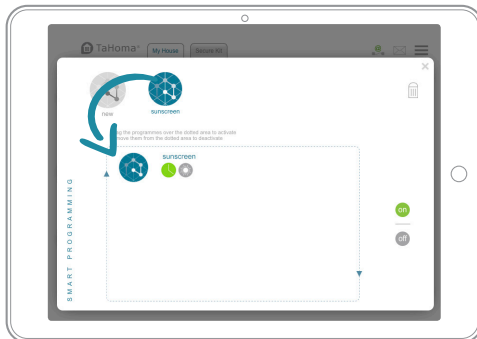 TaHoma
My House
Secure Kit
new
sunscreen
the programmes over the dotted area to activate
move them from the dotted area to deactivate
sunscreen
SMART PROGRAMMING
on
off